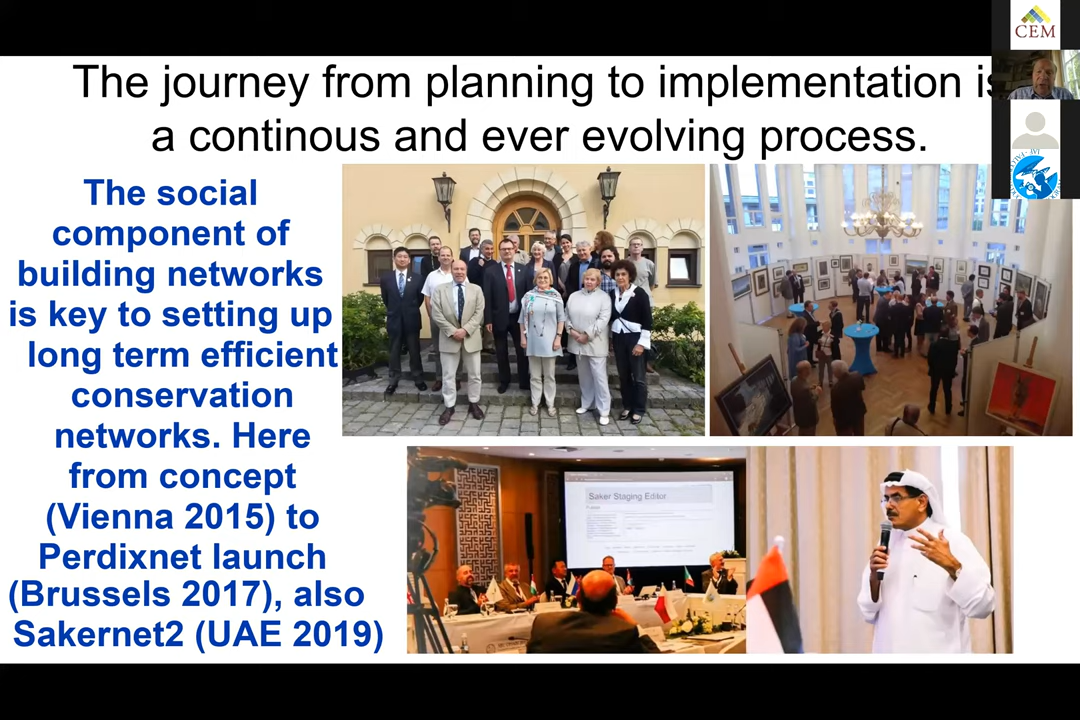 The journey from planning to implementation is
a continous and ever evolving process.
The social
component of
building networks
is key to setting up
long term efficient
conservation
networks. Here
from concept
(Vienna 2015) to
Perdixnet launch
(Brussels 2017), also
Sakernet2 (UAE 2019)
Saker Staging Editor
CEM